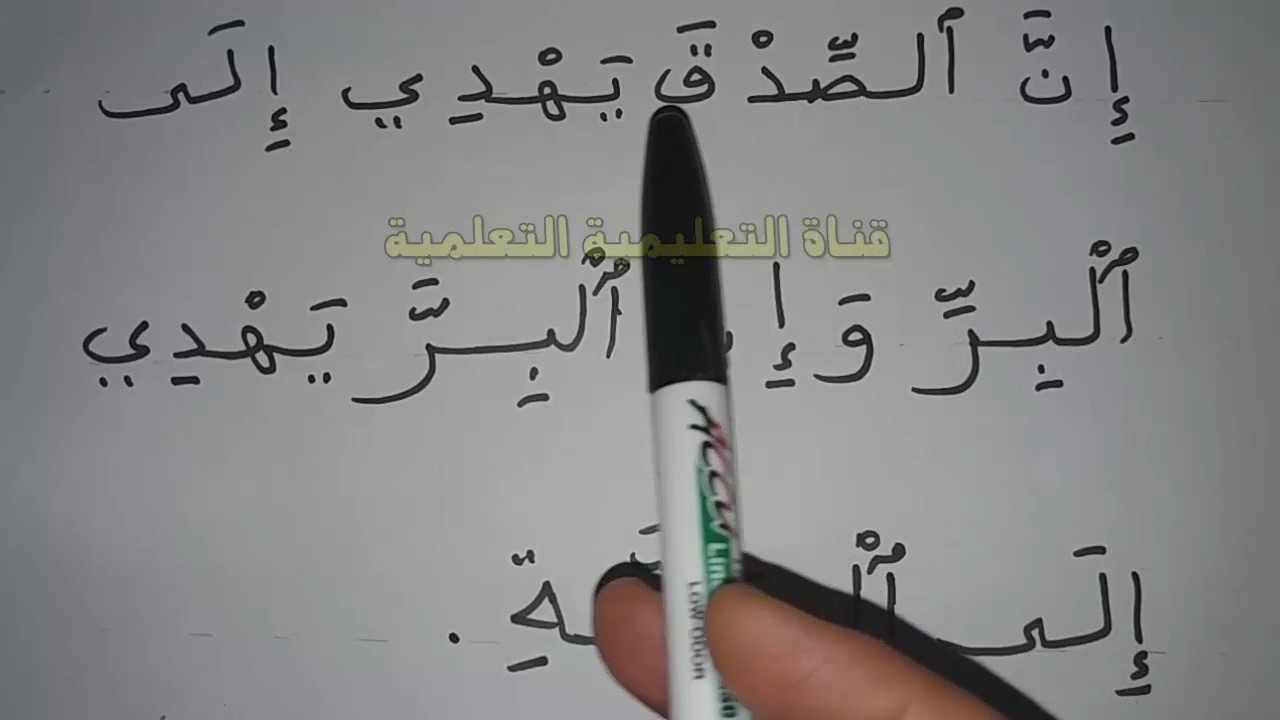 إِنَّ ٱلصِّدْقَ يَهْدِي إِلَى
قناة التعليمية التعلمية
ٱلْبِرِّ وَ ٱلْبِرَّ يَهْدِي
إِلَى